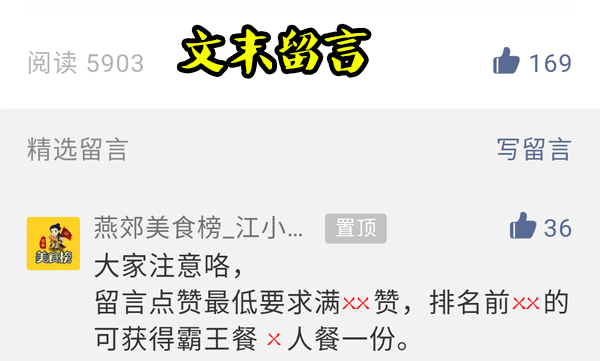 文末留言
阅读 5903
169
精选留言
写留言
燕郊美食榜_江小...
置顶
36
美食榜
大家注意咯，
留言点赞最低要求满××赞，排名前××的
可获得霸王餐 × 人餐一份。